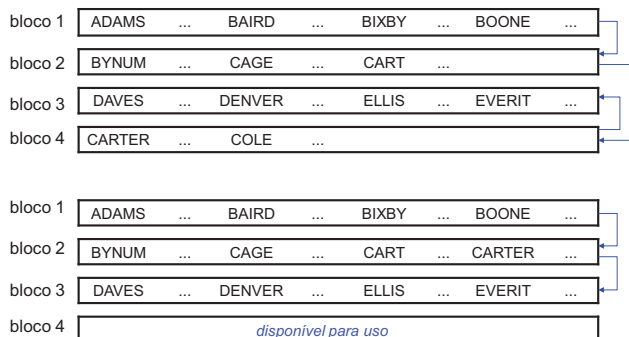 bloco 1 ADAMS ... BAIRD ... BIXBY ... BOONE ...
bloco 2 BYNUM ... CAGE ... CART ...
bloco 3 DAVES ... DENVER ... ELLIS ... EVERIT ...
bloco 4 CARTER ... COLE ...
bloco 1 ADAMS ... BAIRD ... BIXBY ... BOONE ...
bloco 2 BYNUM ... CAGE ... CART ... CARTER ...
bloco 3 DAVES ... DENVER ... ELLIS ... EVERIT ...
bloco 4 disponível para uso